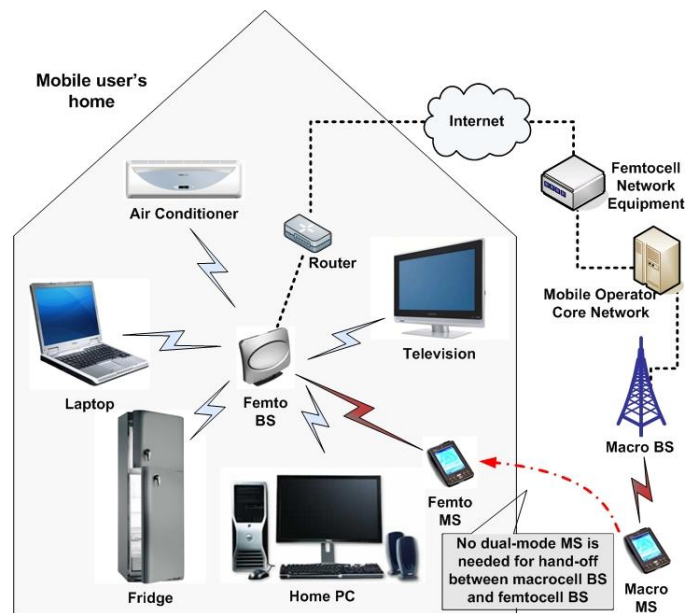 Mobile user's
home
Internet
Femtocell
Network
Equipment
Air Conditioner
Router
Mobile Operator
Core Network
Television
Laptop
Femto
BS
Macro BS
Femto
MS
No dual-mode MS is
needed for hand-off
between macrocell BS
and femtocell BS
Fridge
Home PC
Macro
MS